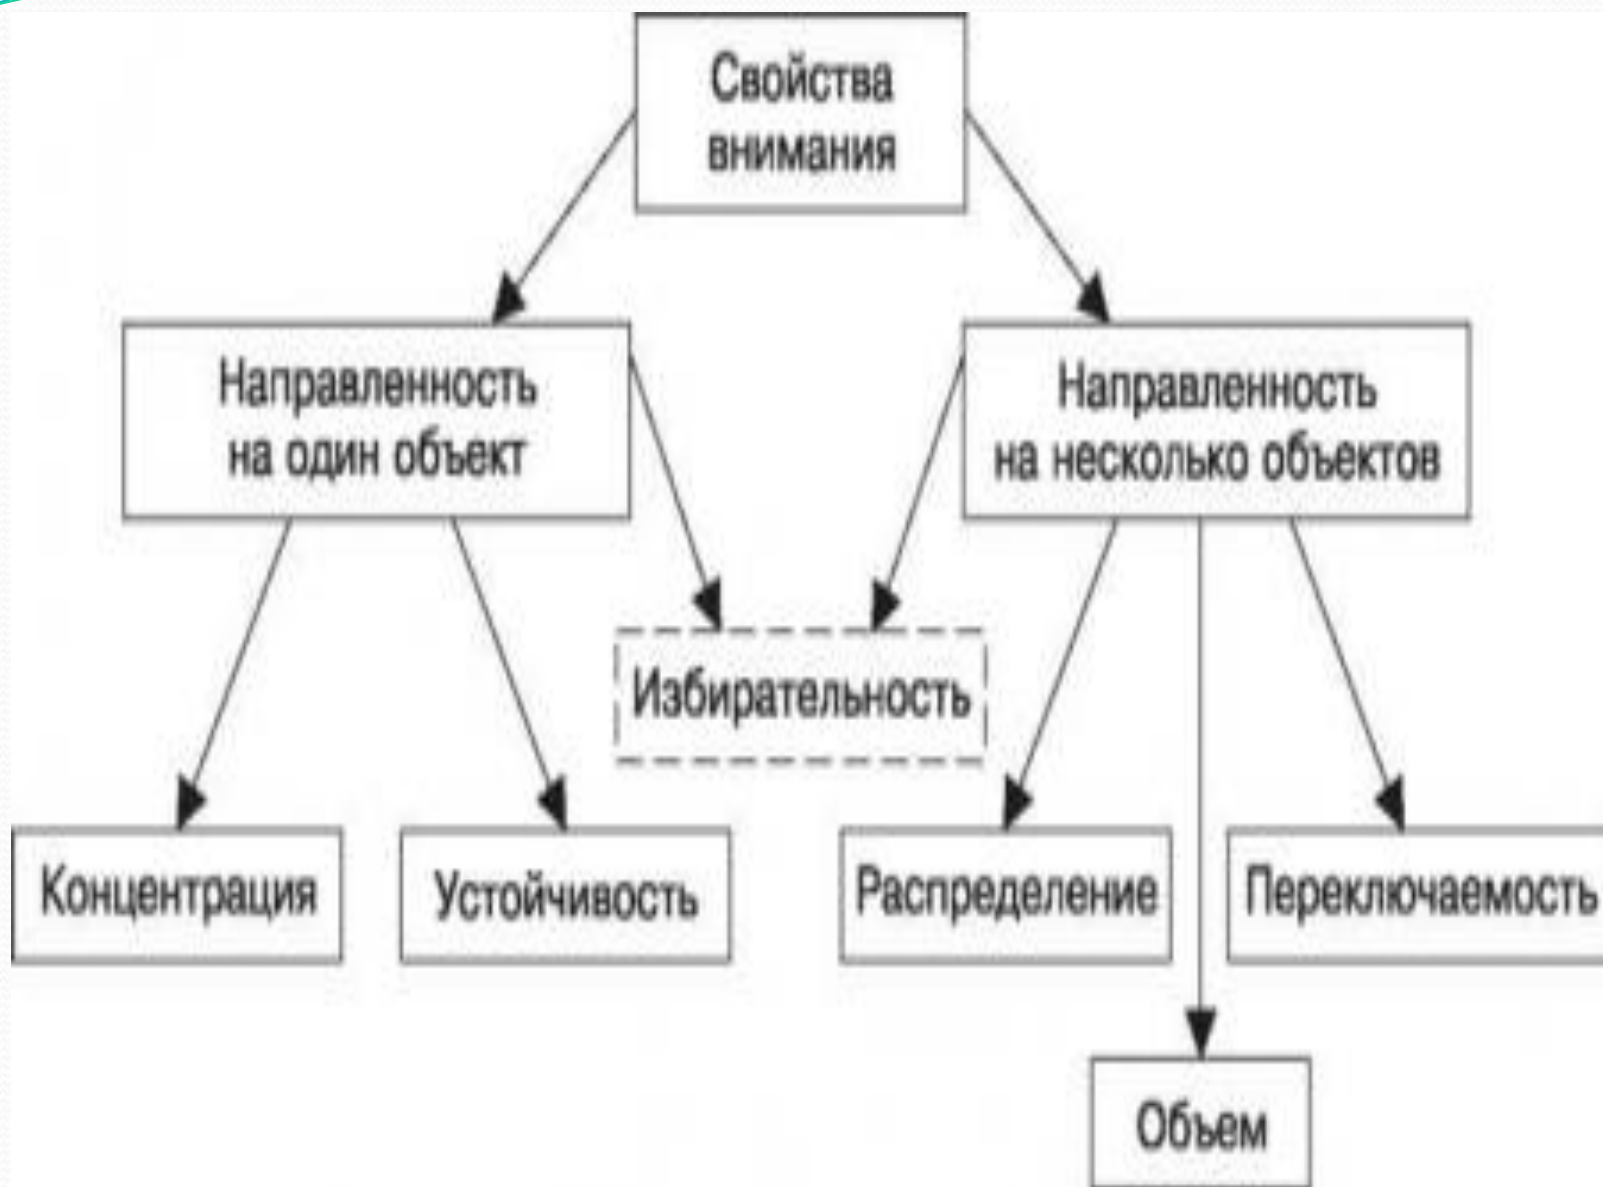 Свойства
внимания
Направленность
на один объект
Направленность
на несколько объектов
Избирательность
Концентрация
Устойчивость
Распределение
Переключаемость
Объем